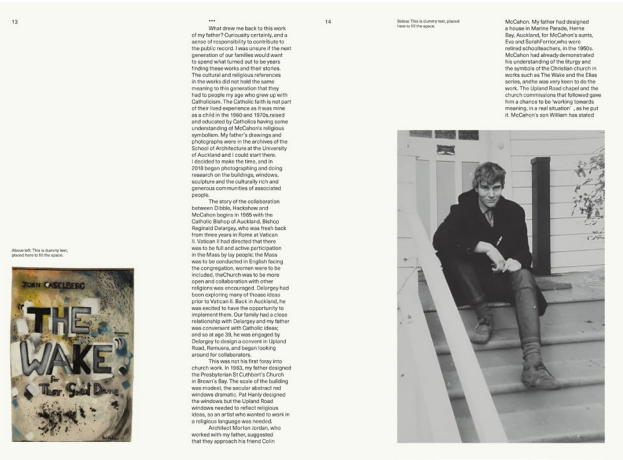 13
***
What drew me back to this work
of my father? Curiosity certainly, and a
sense of responsibility to contribute to
the public record. I was unsure if the next
generation of our families would want
to spend what turned out to be years
finding these works and their stories.
The cultural and religious references
in the works did not hold the same
meaning to this generation that they
had to people my age who grew up with
Catholicism. The Catholic faith is not part
of their lived experience as it was mine
as a child in the 1960 and 1970s,raised
and educated by Catholics having some
understanding of McCahon's religious
symbolism. My father's drawings and
photographs were in the archives of the
School of Architecture at the University
of Auckland and I could start there.
I decided to make the time, and in
2018 began photographing and doing
research on the buildings, windows,
sculpture and the culturally rich and
generous communities of associated
people.
The story of the collaboration
between Dibble, Hackshaw and
McCahon begins in 1965 with the
Catholic Bishop of Auckland, Bishop
Reginald Delargey, who was fresh back
from three years in Rome at Vatican
II. Vatican II had directed that there
was to be full and active participation
in the Mass by lay people; the Mass
was to be conducted in English facing
the congregation, women were to be
included, theChurch was to be more
open and collaboration with other
religions was encouraged. Delargey had
been exploring many of thoase ideas
prior to Vatican II. Back in Auckland, he
was excited to have the opportunity to
implement them. Our family had a close
relationship with Delargey and my father
was conversant with Catholic ideas;
and so at age 39, he was engaged by
Delargey to design a convent in Upland
Road, Remuera, and began looking
around for collaborators.
This was not his first foray into
church work. In 1963, my father designed
the Presbyterian St Cuthbert's Church
in Brown's Bay. The scale of the building
was modest, the secular abstract red
windows dramatic. Pat Hanly designed
the windows but the Upland Road
windows needed to reflect religious
ideas, so an artist who wanted to work in
a religious language was needed.
Architect Morton Jordan, who
worked with my father, suggested
that they approach his friend Colin
Above left: This is dummy text,
placed here to fill the space.
JOHN CASELBERG
"THE
WAKE"
14
Below: This is dummy text, placed
here to fill the space.
McCahon. My father had designed
a house in Marine Parade, Herne
Bay, Auckland, for McCahon's aunts,
Eva and SarahFerrior,who were
retired schoolteachers, in the 1950s.
McCahon had already demonstrated
his understanding of the liturgy and
the symbols of the Christian church in
works such as The Wake and the Elias
series, and he was very keen to do the
work. The Upland Road chapel and the
church commissions that followed gave
him a chance to be 'working towards
meaning, in a real situation' , as he put
it. McCahon's son William has stated